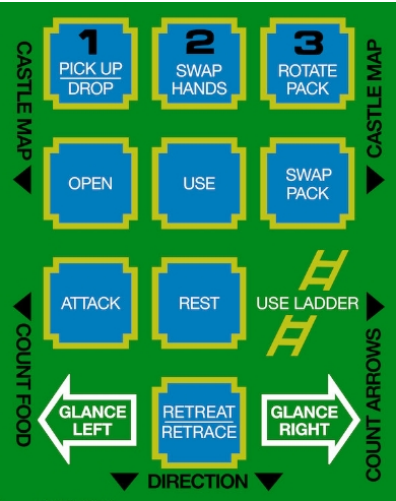 1
PICK UP
DROP
2
SWAP
HANDS
3
ROTATE
PACK
CASTLE MAP
CASTLE MAP
OPEN
USE
SWAP
PACK
ATTACK
REST
USE LADDER
COUNT FOOD
COUNT ARROWS
GLANCE
LEFT
RETREAT
RETRACE
GLANCE
RIGHT
DIRECTION